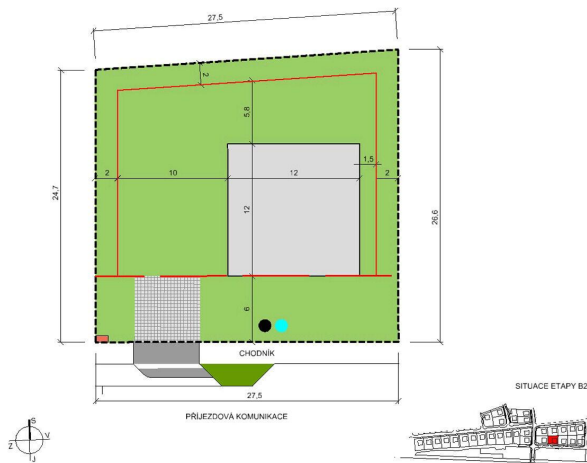 27,5
2
5,8
1,5
2
10
12
2
24,7
12
26,6
6
CHODNÍK
27,5
PŘÍJEZDOVÁ KOMUNIKACE
SITUACE ETAPY B2
S
Z
V
J